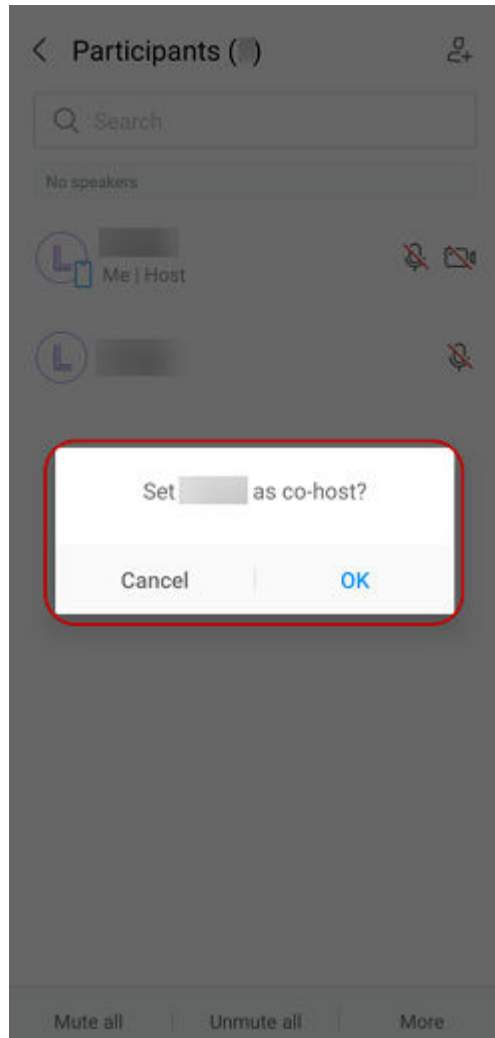 Participants ( )
Search
No speakers
L
Me | Host
L
Set as co-host?
Cancel OK
Mute all Unmute all More